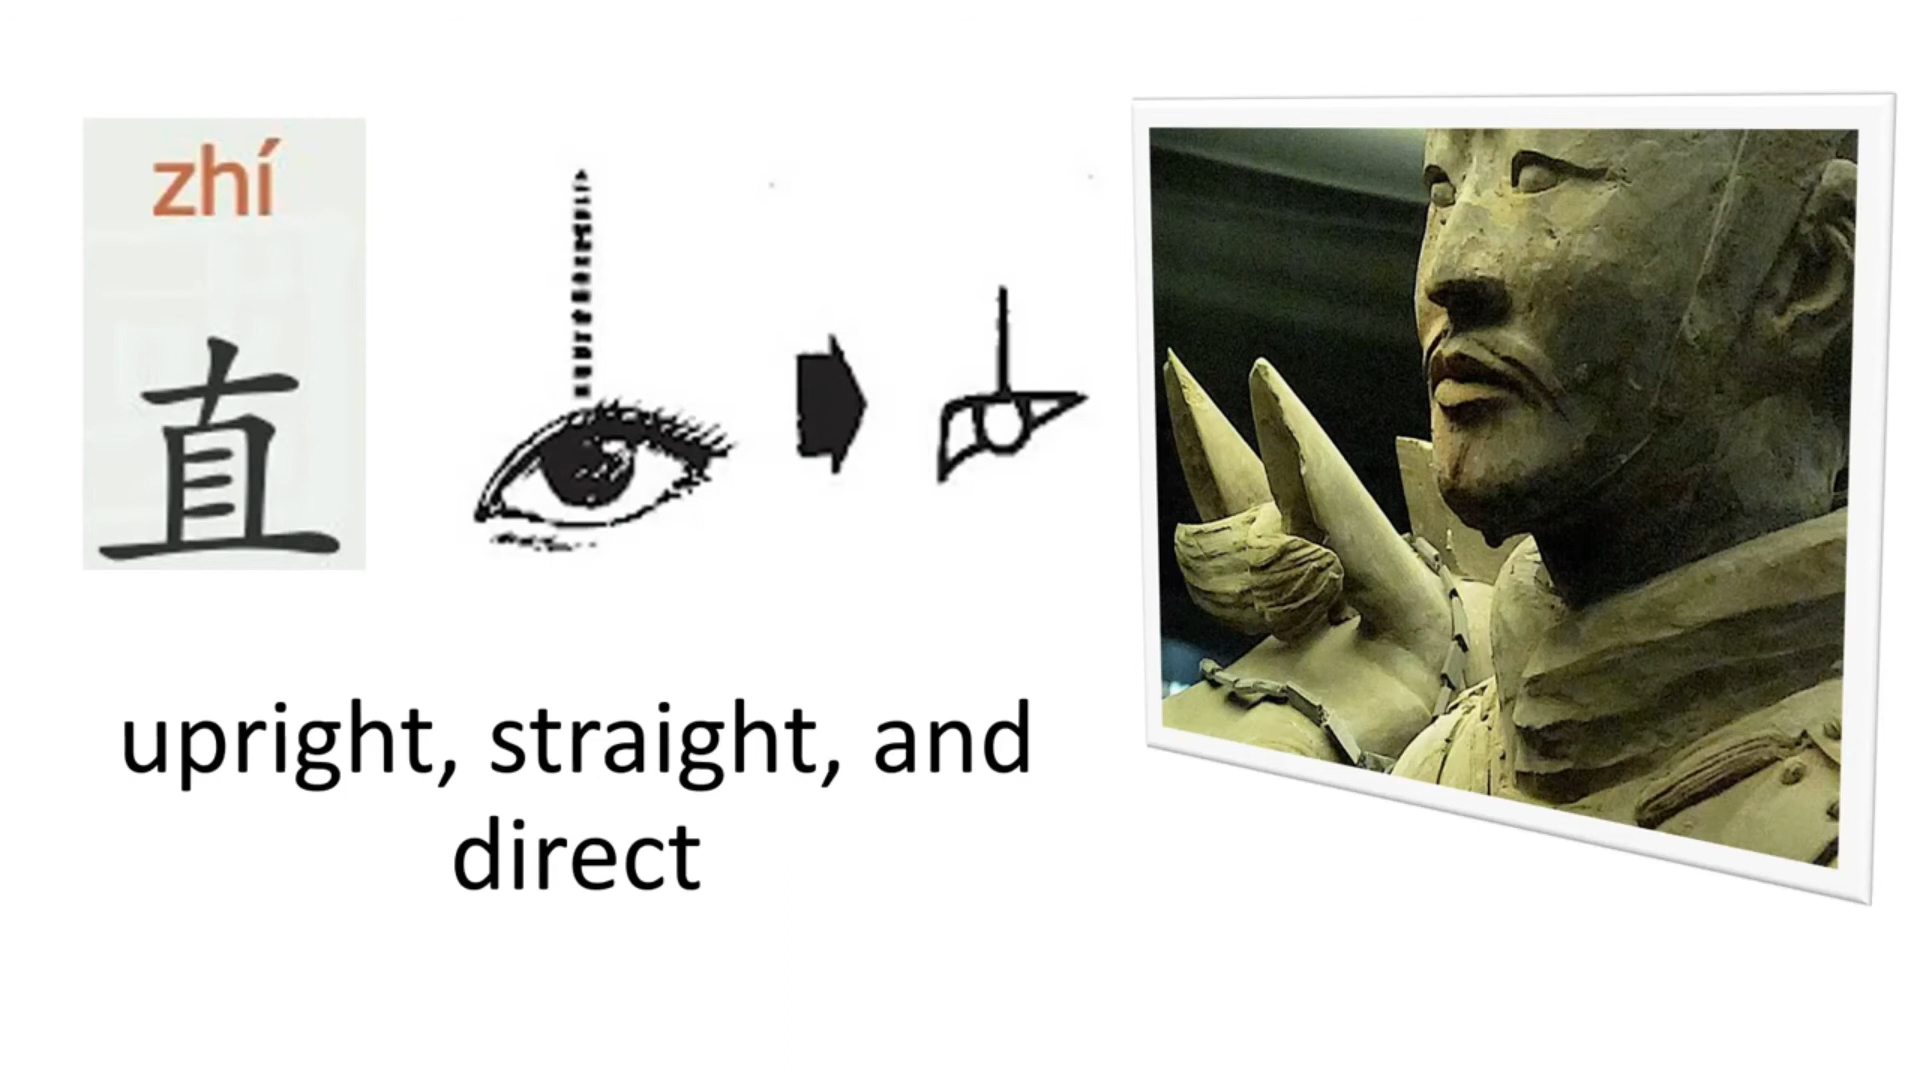 zhí
直
upright, straight, and
direct